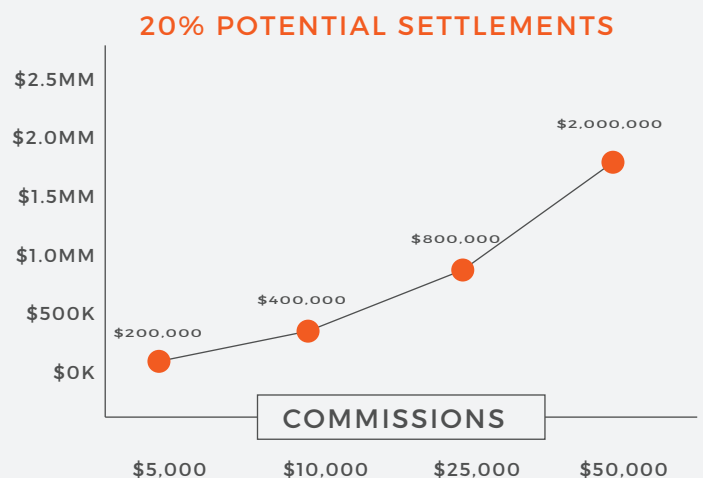 20% POTENTIAL SETTLEMENTS
$2.5MM
$2.0MM
$1.5MM
$1.0MM
$500K
$0K
$200,000
$400,000
$800,000
$2,000,000
COMMISSIONS
$5,000
$10,000
$25,000
$50,000